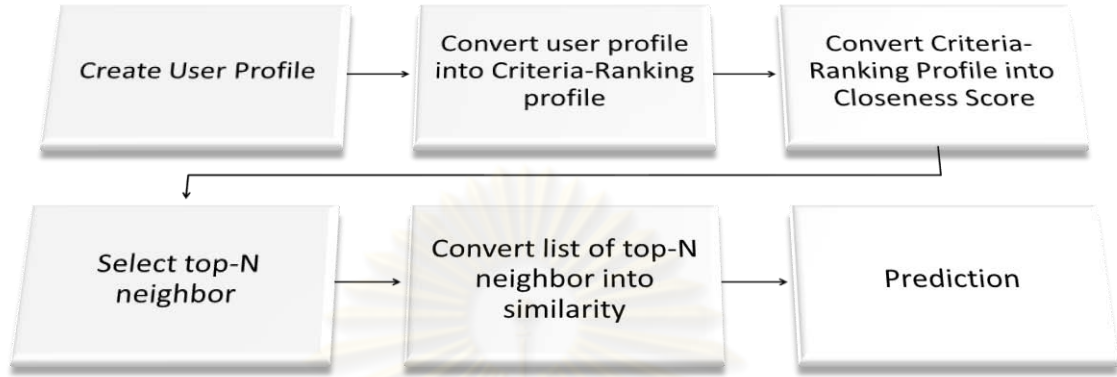 Create User Profile
Convert user profile
into Criteria-Ranking
profile
Convert Criteria-
Ranking Profile into
Closeness Score
Select top-N
neighbor
Convert list of top-N
neighbor into
similarity
Prediction